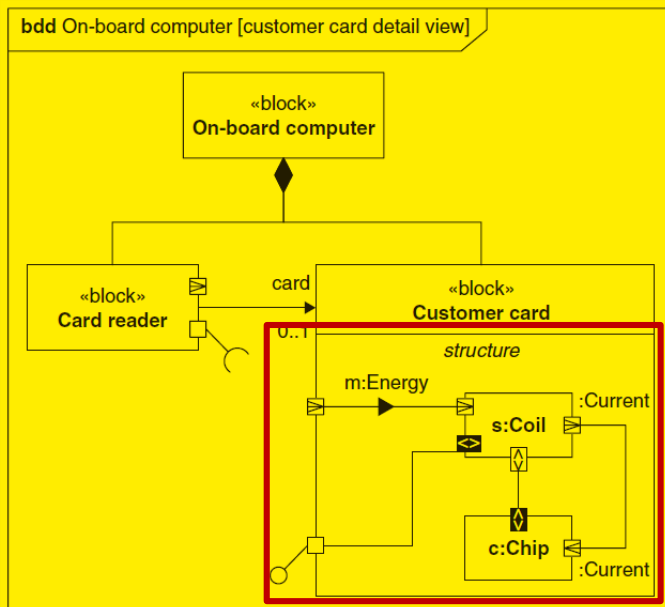 bdd On-board computer [customer card detail view]
«block»
On-board computer
«block»
Card reader
card
0..1
«block»
Customer card
structure
m:Energy
s:Coil
:Current
c:Chip
:Current